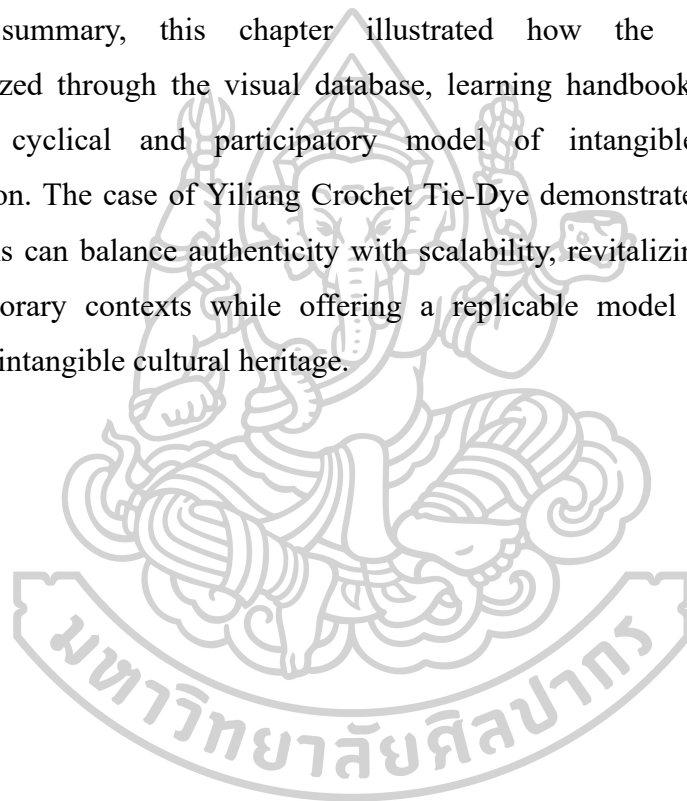 summary, this chapter illustrated how the
zed through the visual database, learning handbook
cyclical and participatory model of intangible
on. The case of Yiliang Crochet Tie-Dye demonstrate
s can balance authenticity with scalability, revitalizin
orary contexts while offering a replicable model
intangible cultural heritage.
มหาวิทยาลัยศิลปากร